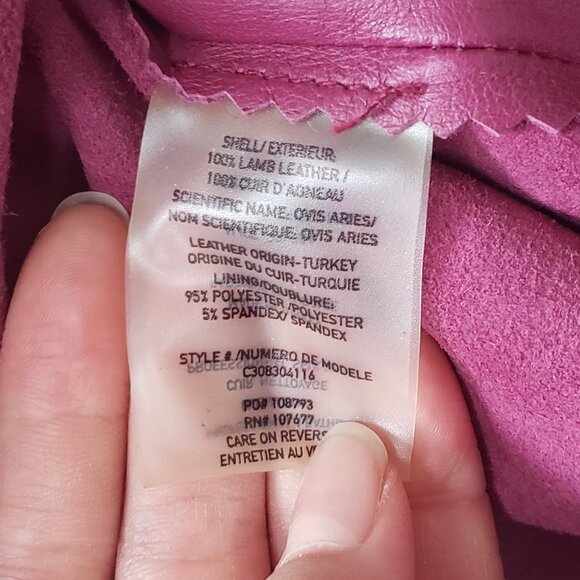 SHELL/EXTERIEUR:
100% LAMB LEATHER /
100% CUIR D'AGNEAU
SCIENTIFIC NAME: OVIS ARIES/
NOM SCIENTIFIQUE: OVIS ARIES
LEATHER ORIGIN-TURKEY
ORIGINE DU CUIR-TURQUIE
LINING/DOUBLURE:
95% POLYESTER /POLYESTER
5% SPANDEX/ SPANDEX
STYLE # /NUMERO DE MODELE
C308304116
PO# 108793
RN# 107677
CARE ON REVERS
ENTRETIEN AU